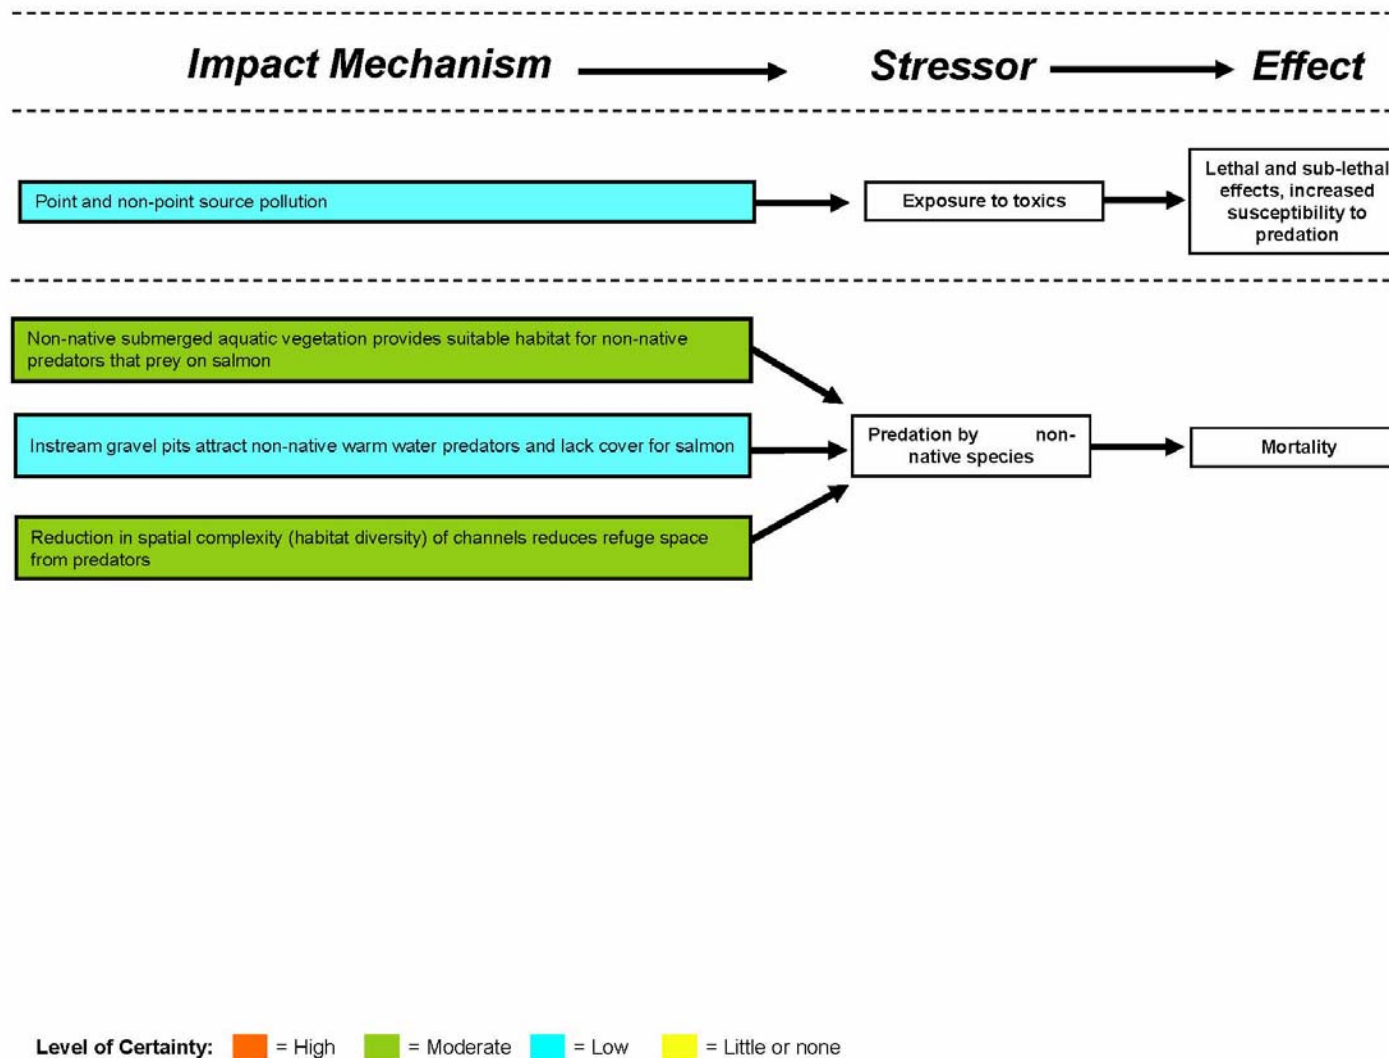 Impact Mechanism Stressor Effect
Point and non-point source pollution
Exposure to toxics
Lethal and sub-lethal
effects, increased
susceptibility to
predation
Non-native submerged aquatic vegetation provides suitable habitat for non-native
predators that prey on salmon
Instream gravel pits attract non-native warm water predators and lack cover for salmon
Reduction in spatial complexity (habitat diversity) of channels reduces refuge space
from predators
Predation by non-
native species
Mortality
Level of Certainty: = High = Moderate = Low = Little or none